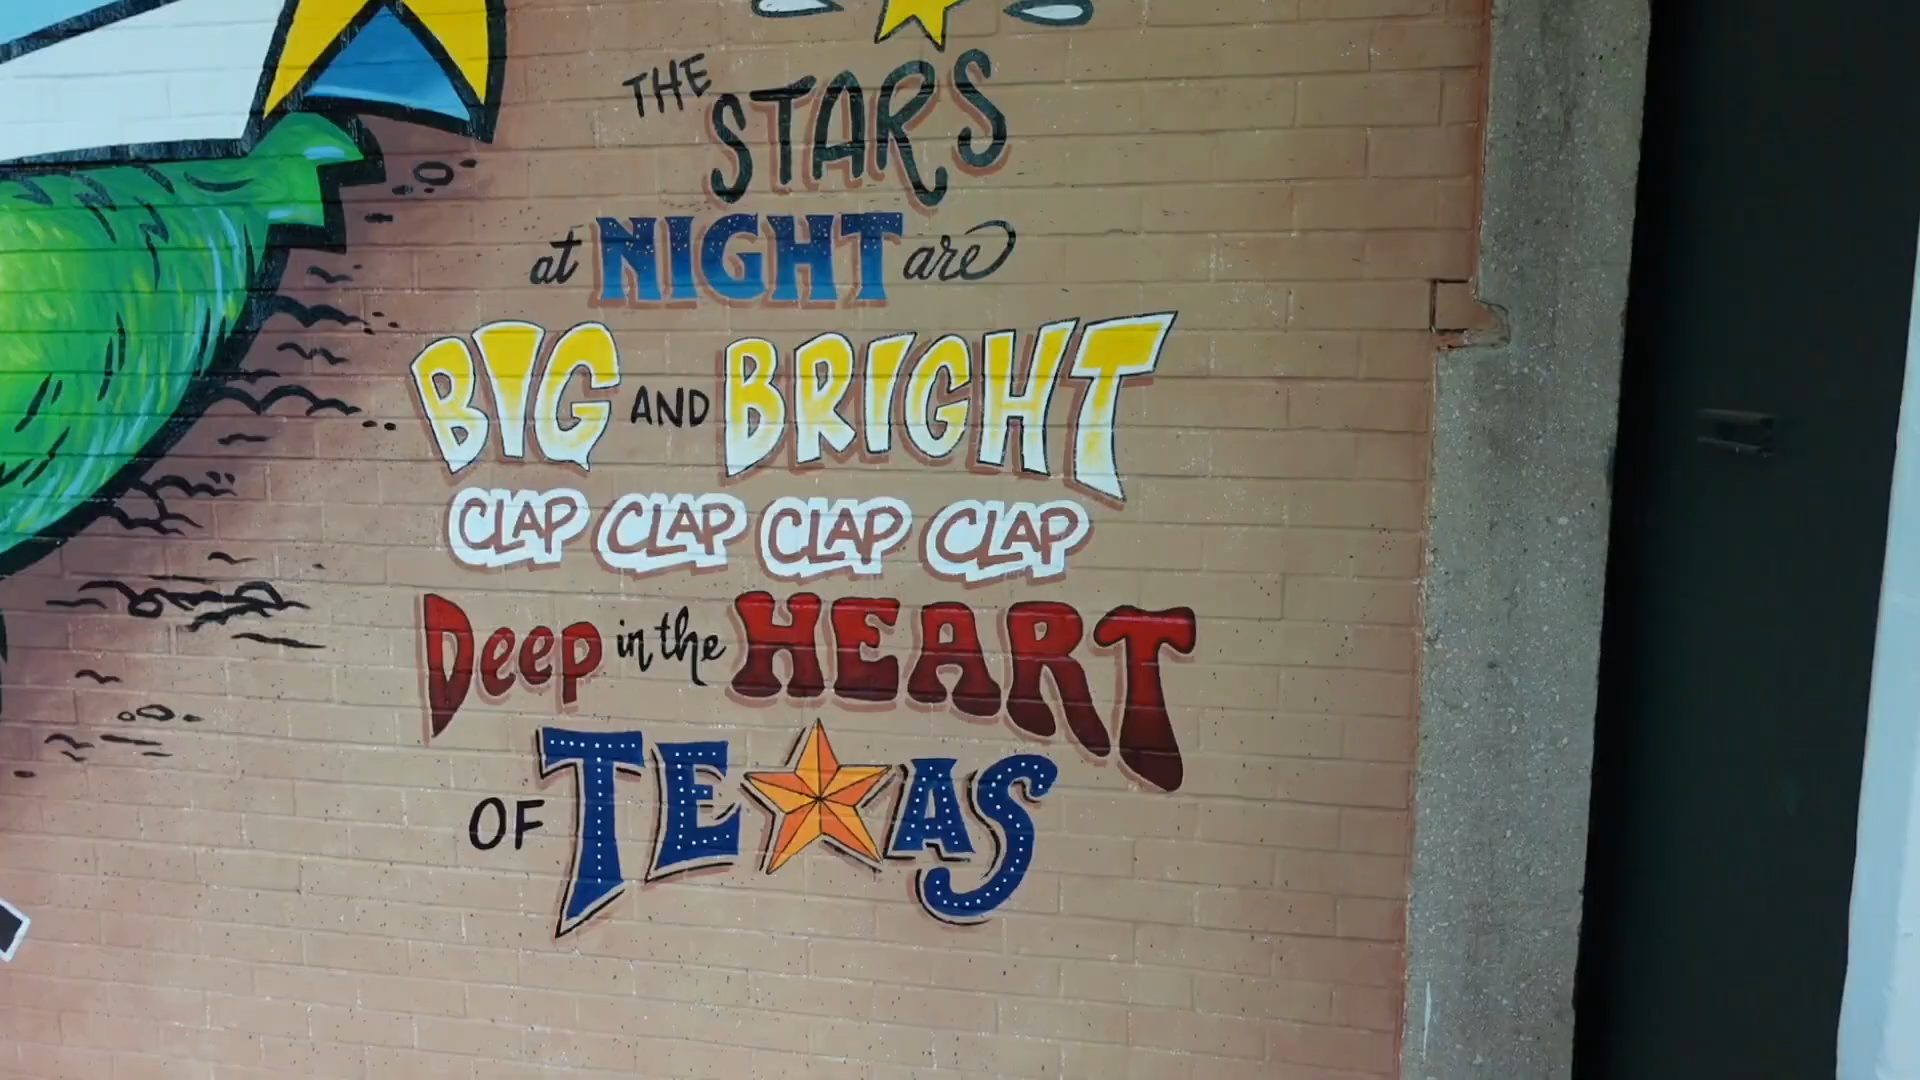 THE STARS
at NIGHT are
BIG AND BRIGHT
CLAP CLAP CLAP CLAP
Deep in the HEART
OF TEXAS